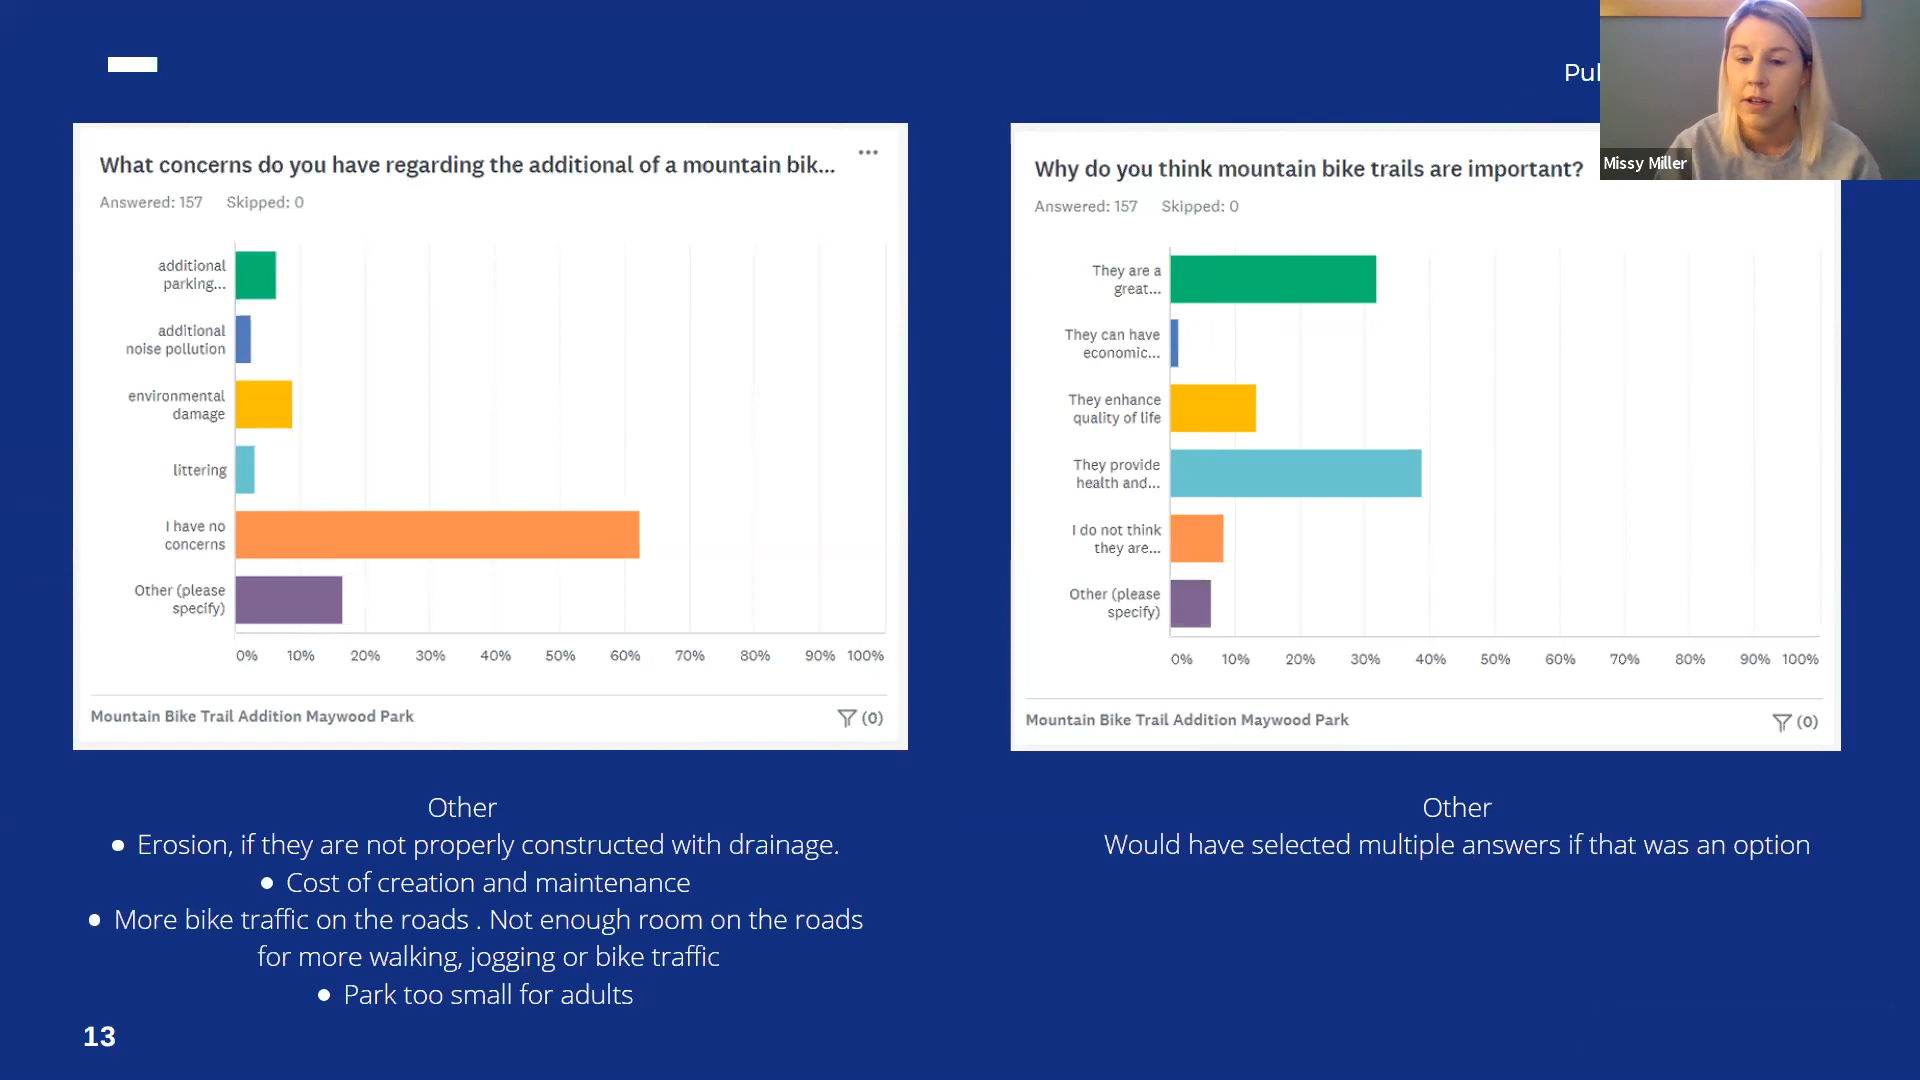 Missy Miller
What concerns do you have regarding the additional of a mountain bik...
Answered: 157 Skipped: 0
additional
parking...
additional
noise pollution
environmental
damage
littering
I have no
concerns
Other (please
specify)
0% 10% 20% 30% 40% 50% 60% 70% 80% 90% 100%
Mountain Bike Trail Addition Maywood Park
(0)
Why do you think mountain bike trails are important?
Answered: 157 Skipped: 0
They are a
great...
They can have
economic...
They enhance
quality of life
They provide
health and...
I do not think
they are...
Other (please
specify)
0% 10% 20% 30% 40% 50% 60% 70% 80% 90% 100%
Mountain Bike Trail Addition Maywood Park
(0)
Other
• Erosion, if they are not properly constructed with drainage.
• Cost of creation and maintenance
• More bike traffic on the roads . Not enough room on the roads
for more walking, jogging or bike traffic
• Park too small for adults
Other
Would have selected multiple answers if that was an option
13